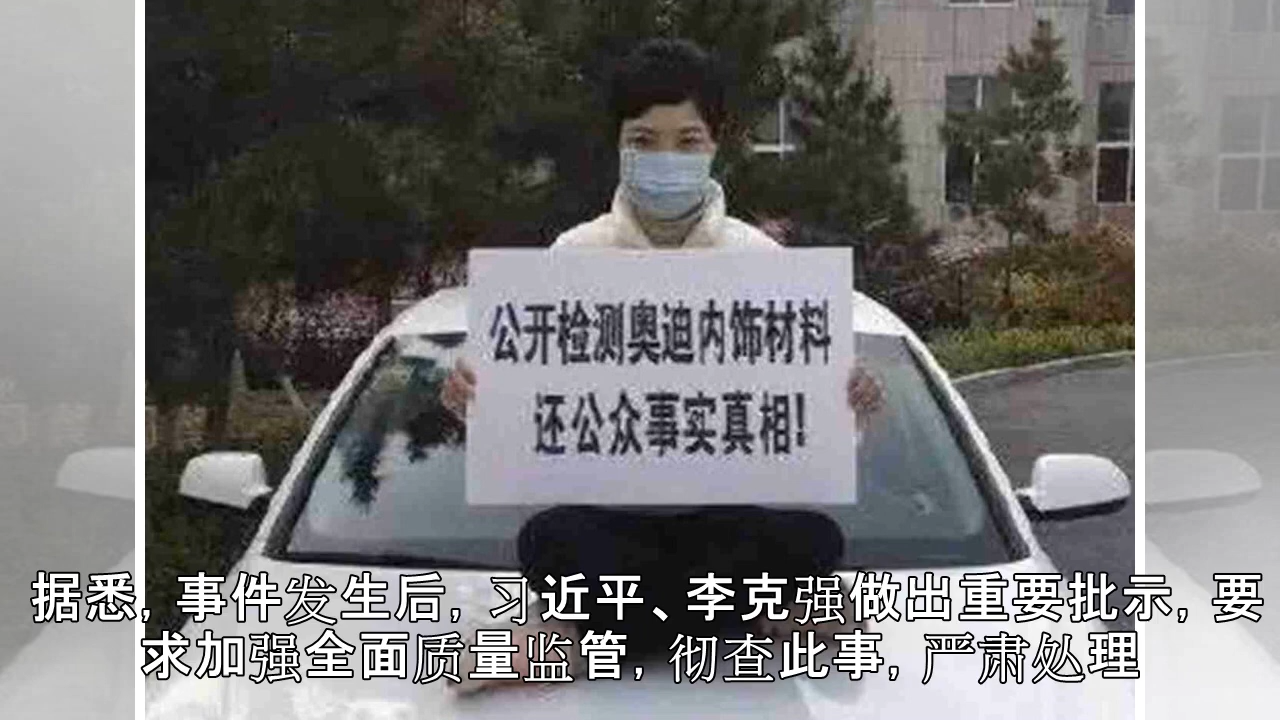 公开检测奥迪内饰材料
还公众事实真相!
据悉, 事件发生后, 习近平、李克强做出重要批示, 要
求加强全面质量监管, 彻查此事, 严肃处理